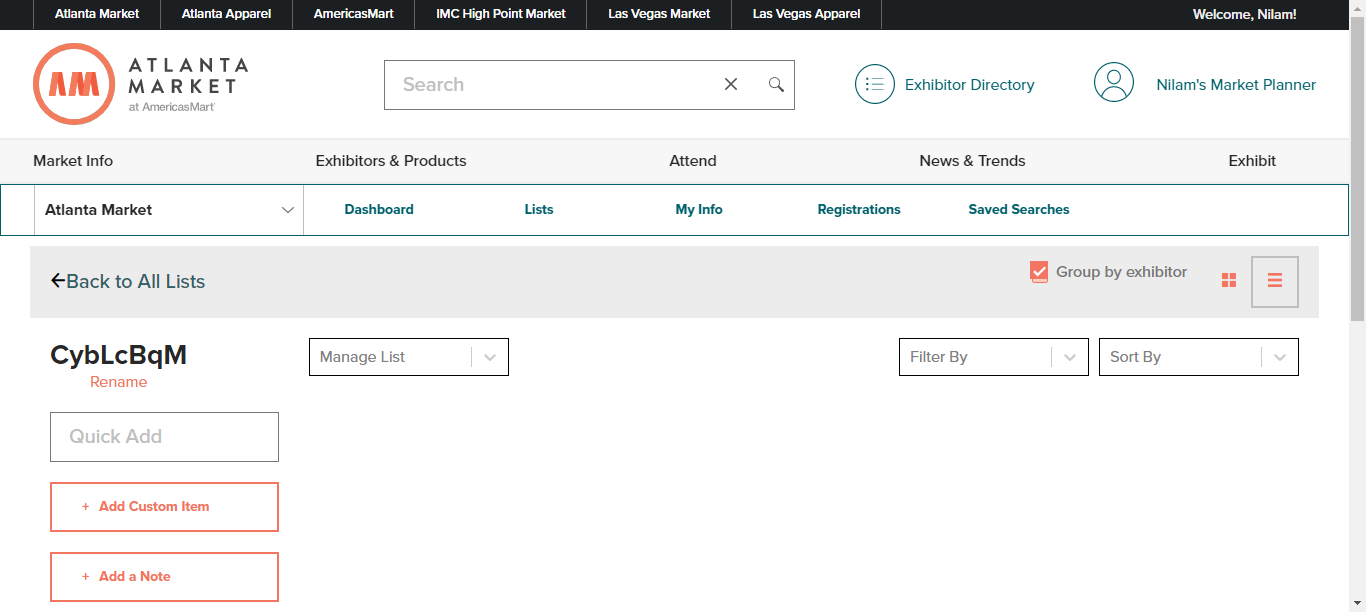 Atlanta Market Atlanta Apparel AmericasMart IMC High Point Market Las Vegas Market Las Vegas Apparel Welcome, Nilam!
AM
ATLANTA
MARKET
at AmericasMart
Search
Exhibitor Directory
Nilam's Market Planner
Market Info Exhibitors & Products Attend News & Trends Exhibit
Atlanta Market Dashboard Lists My Info Registrations Saved Searches
Back to All Lists Group by exhibitor
CybLcBqM Manage List Filter By Sort By
Rename
Quick Add
+ Add Custom Item
+ Add a Note